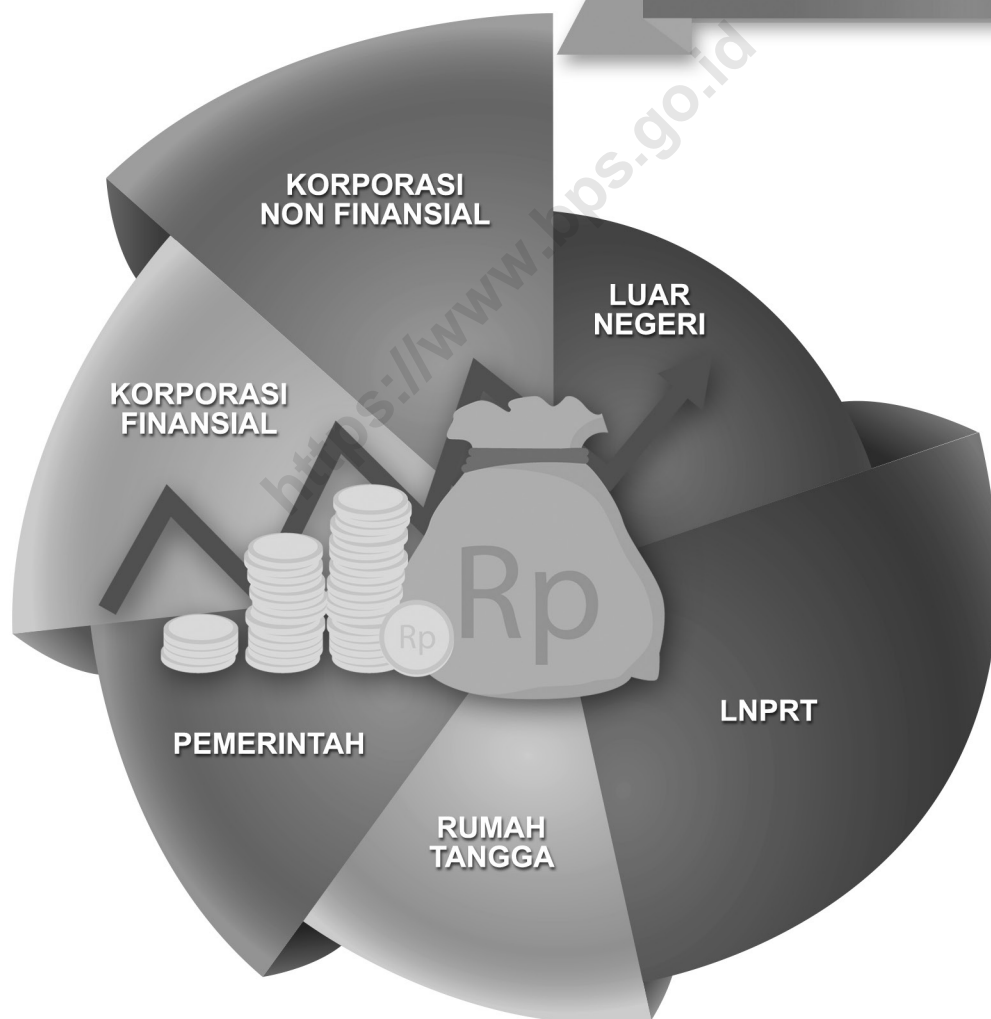 KORPORASI
NON FINANSIAL
LUAR
NEGERI
KORPORASI
FINANSIAL
Rp
Rp
LNPRT
PEMERINTAH
RUMAH
TANGGA
https://www.bps.go.id